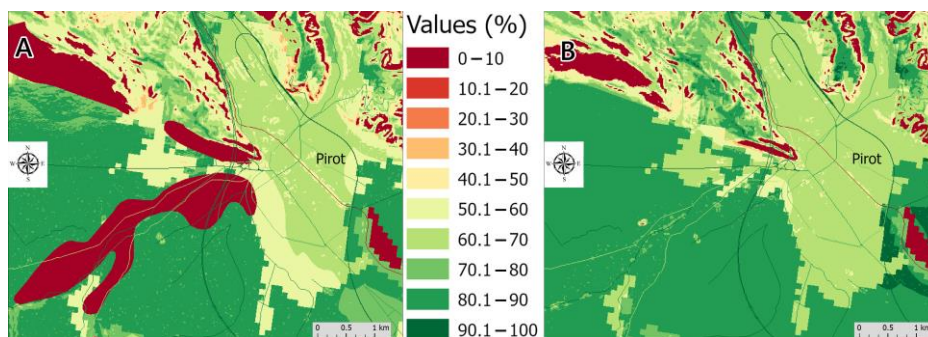 A
N
W E
S
Pirot
0 0.5 1 km
Values (%)
0–10
10.1–20
20.1–30
30.1–40
40.1–50
50.1–60
60.1–70
70.1–80
80.1–90
90.1–100
B
N
W E
S
Pirot
0 0.5 1 km